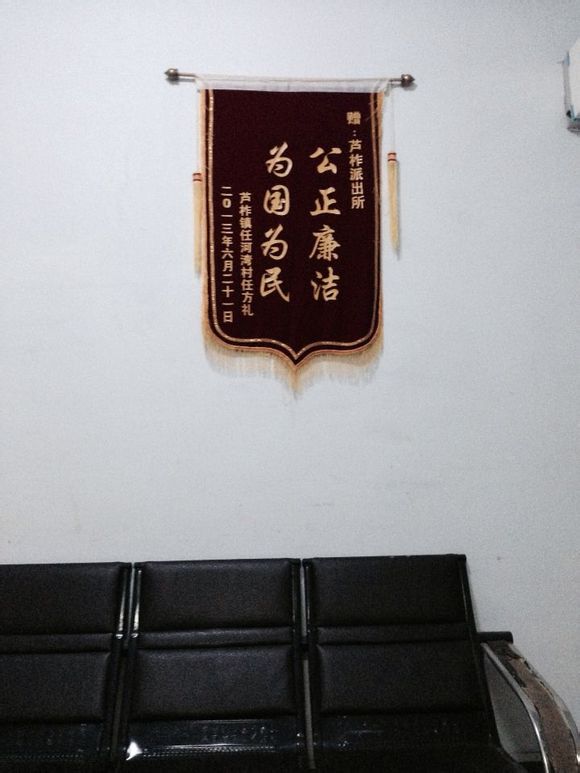 赠：芦柞派出所
公正廉洁
为国为民
芦柞镇任河湾村任方礼
二0一三年六月二十一日